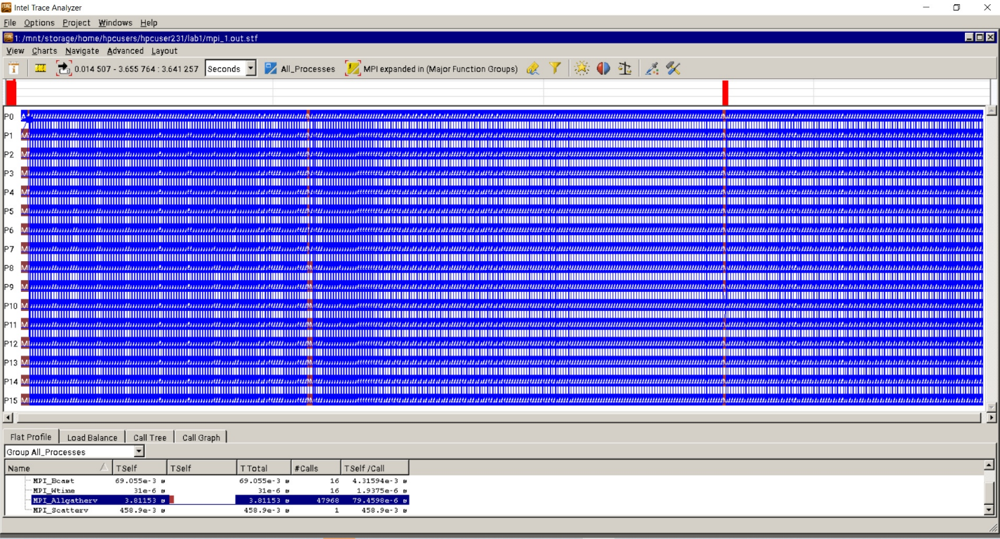 Intel Trace Analyzer
File Options Project Windows Help
1: /mnt/storage/home/hpcusers/hpcuser231/lab1/mpi_1.out.stf
View Charts Navigate Advanced Layout
0.014 507 - 3.655 764 : 3.641 257 Seconds All_Processes MPI expanded in (Major Function Groups)
P0 A
P1 M
P2 M
P3 M
P4 M
P5 M
P6 M
P7 M
P8 M M
P9 M M
P10 M M
P11 M M
P12 M M
P13 M M
P14 M M
P15 M M
Flat Profile Load Balance Call Tree Call Graph
Group All_Processes
Name TSelf TSelf TTotal #Calls TSelf /Call
MPI_Bcast 69.055e-3 s 69.055e-3 s 16 4.31594e-3 s
MPI_Wtime 31e-6 s 31e-6 s 16 1.9375e-6 s
MPI_Allgatherv 3.81153 s 3.81153 s 47968 79.4598e-6 s
MPI_Scatterv 458.9e-3 s 458.9e-3 s 1 458.9e-3 s